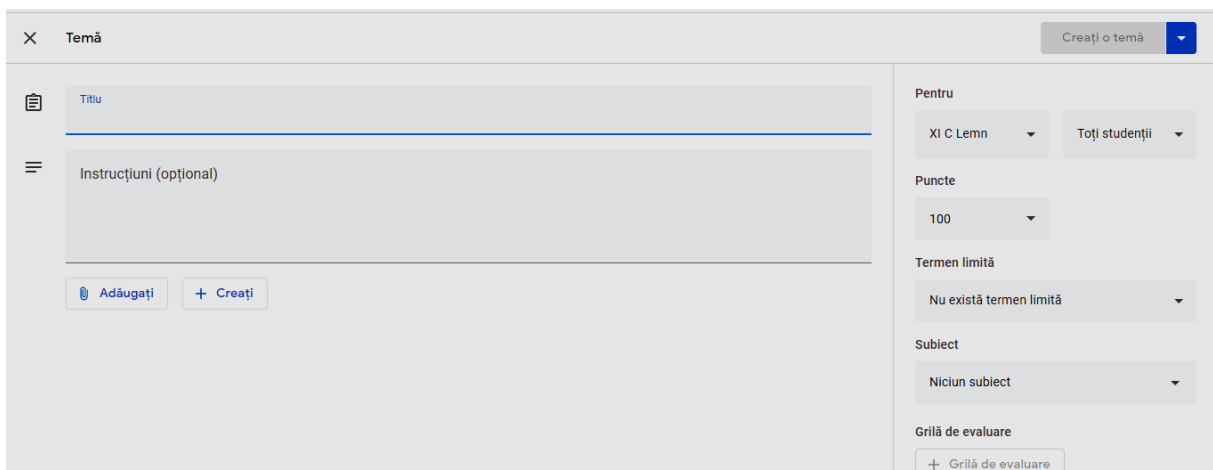 Temă
Creați o temă
Titlu
Instrucțiuni (opțional)
Adăugați
+ Creați
Pentru
XI C Lemn
Toți studenții
Puncte
100
Termen limită
Nu există termen limită
Subiect
Niciun subiect
Grilă de evaluare
+ Grilă de evaluare